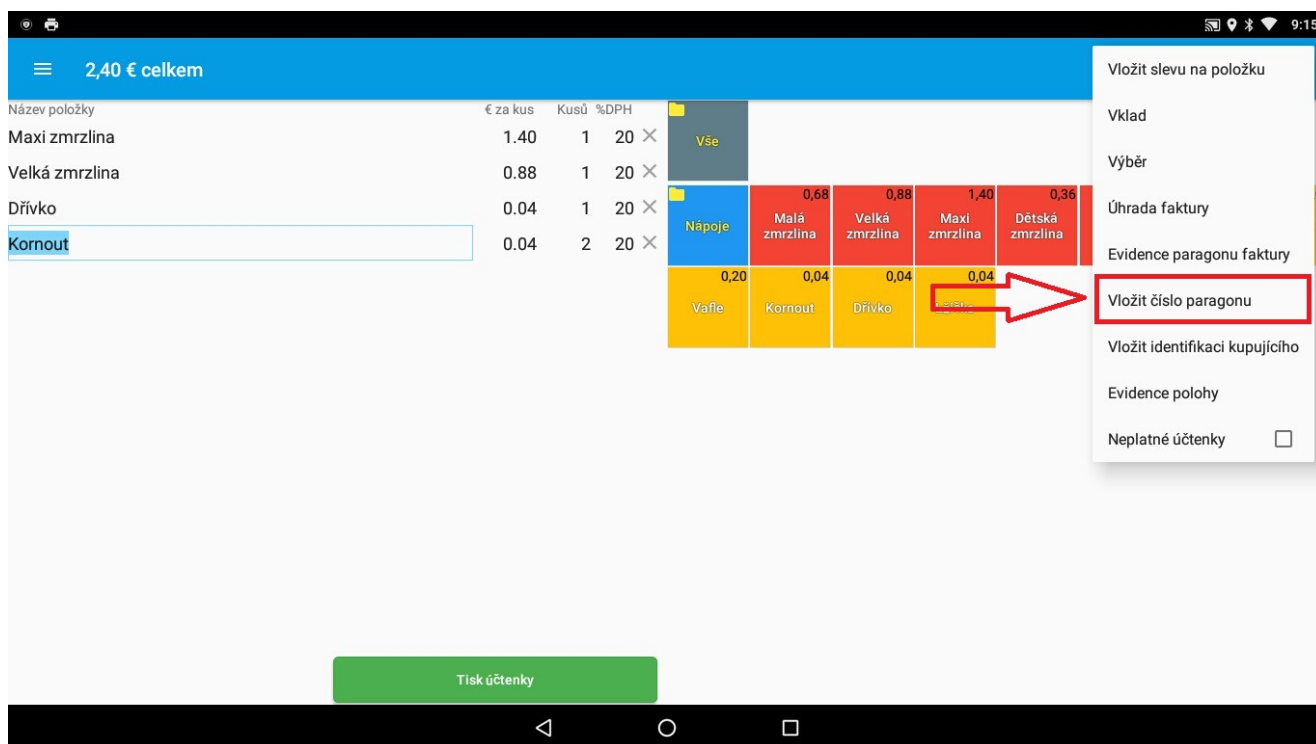 9:15
2,40 € celkem
Název položky € za kus Kusů %DPH
Maxi zmrzlina 1.40 1 20
Velká zmrzlina 0.88 1 20
Dřívko 0.04 1 20
Kornout 0.04 2 20
Vše
Nápoje
0,68
Malá
zmrzlina
0,88
Velká
zmrzlina
1,40
Maxi
zmrzlina
0,36
Dětská
zmrzlina
0,20
Vafle
0,04
Kornout
0,04
Dřívko
0,04
Vložit slevu na položku
Vklad
Výběr
Úhrada faktury
Evidence paragonu faktury
Vložit číslo paragonu
Vložit identifikaci kupujícího
Evidence polohy
Neplatné účtenky
Tisk účtenky